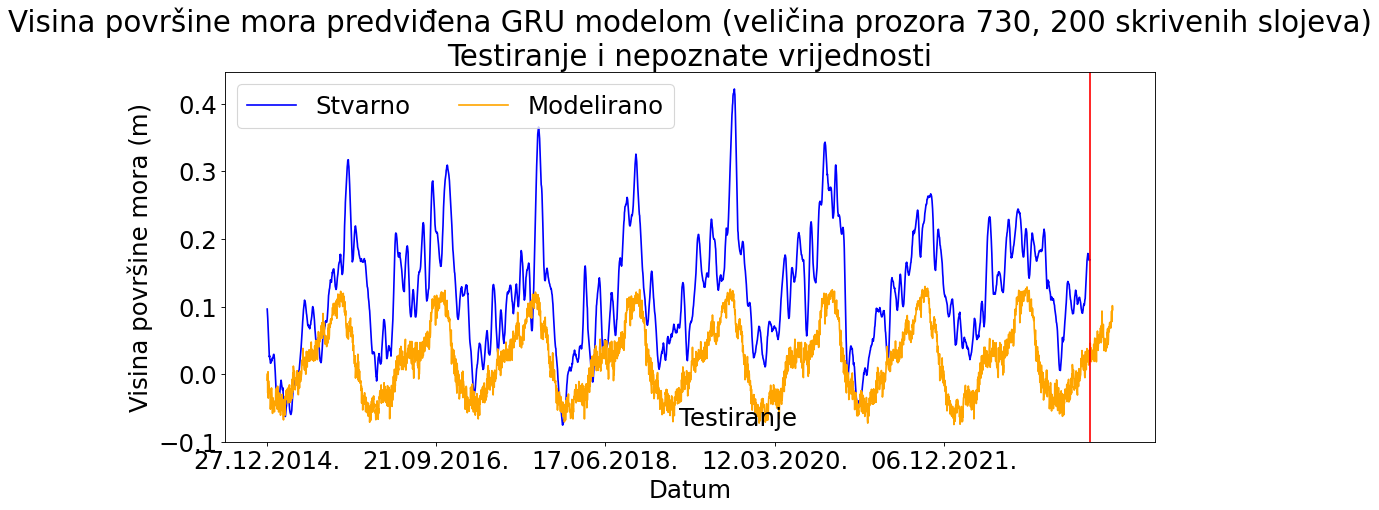 Visina površine mora predviđena GRU modelom (veličina prozora 730, 200 skrivenih slojeva)
Testiranje i nepoznate vrijednosti
Stvarno Modelirano
Visina površine mora (m)
0.4
0.3
0.2
0.1
0.0
−0.1
Testiranje
27.12.2014. 21.09.2016. 17.06.2018. 12.03.2020. 06.12.2021.
Datum